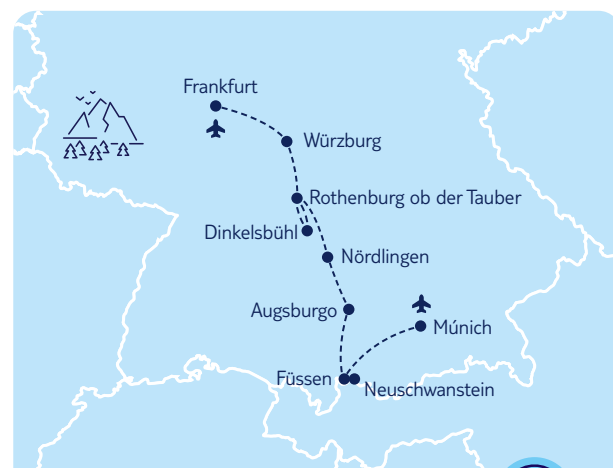 Frankfurt
Würzburg
Rothenburg ob der Tauber
Dinkelsbühl
Nördlingen
Augsburgo
Múnich
Füssen
Neuschwanstein